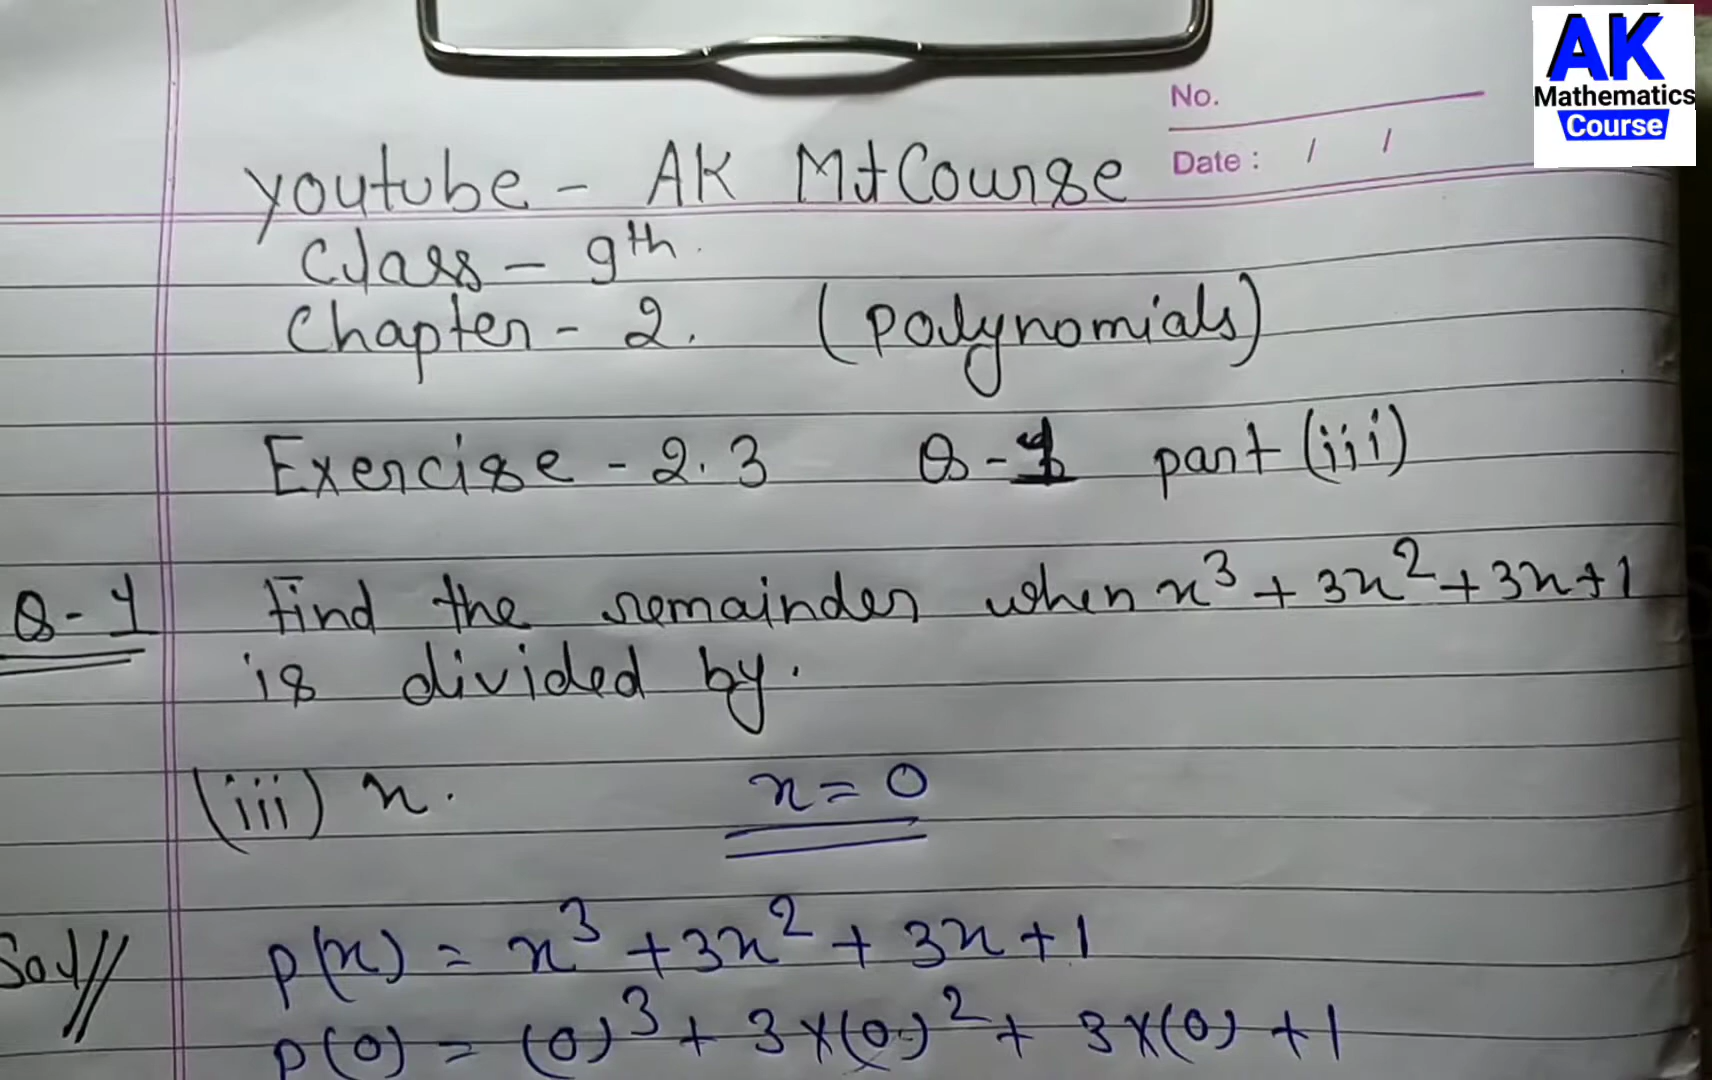 AK
Mathematics
Course
No.
Date : / /
youtube - AK MtCourse
Class - 9th.
Chapter - 2. (Polynomials)
Exercise - 2.3 Q-1 part (iii)
Q-1 Find the remainder when x³ + 3x² + 3x + 1
is divided by.
(iii) x. x = 0
Sol// p(x) = x³ + 3x² + 3x + 1
p(0) = (0)³ + 3×(0)² + 3×(0) + 1